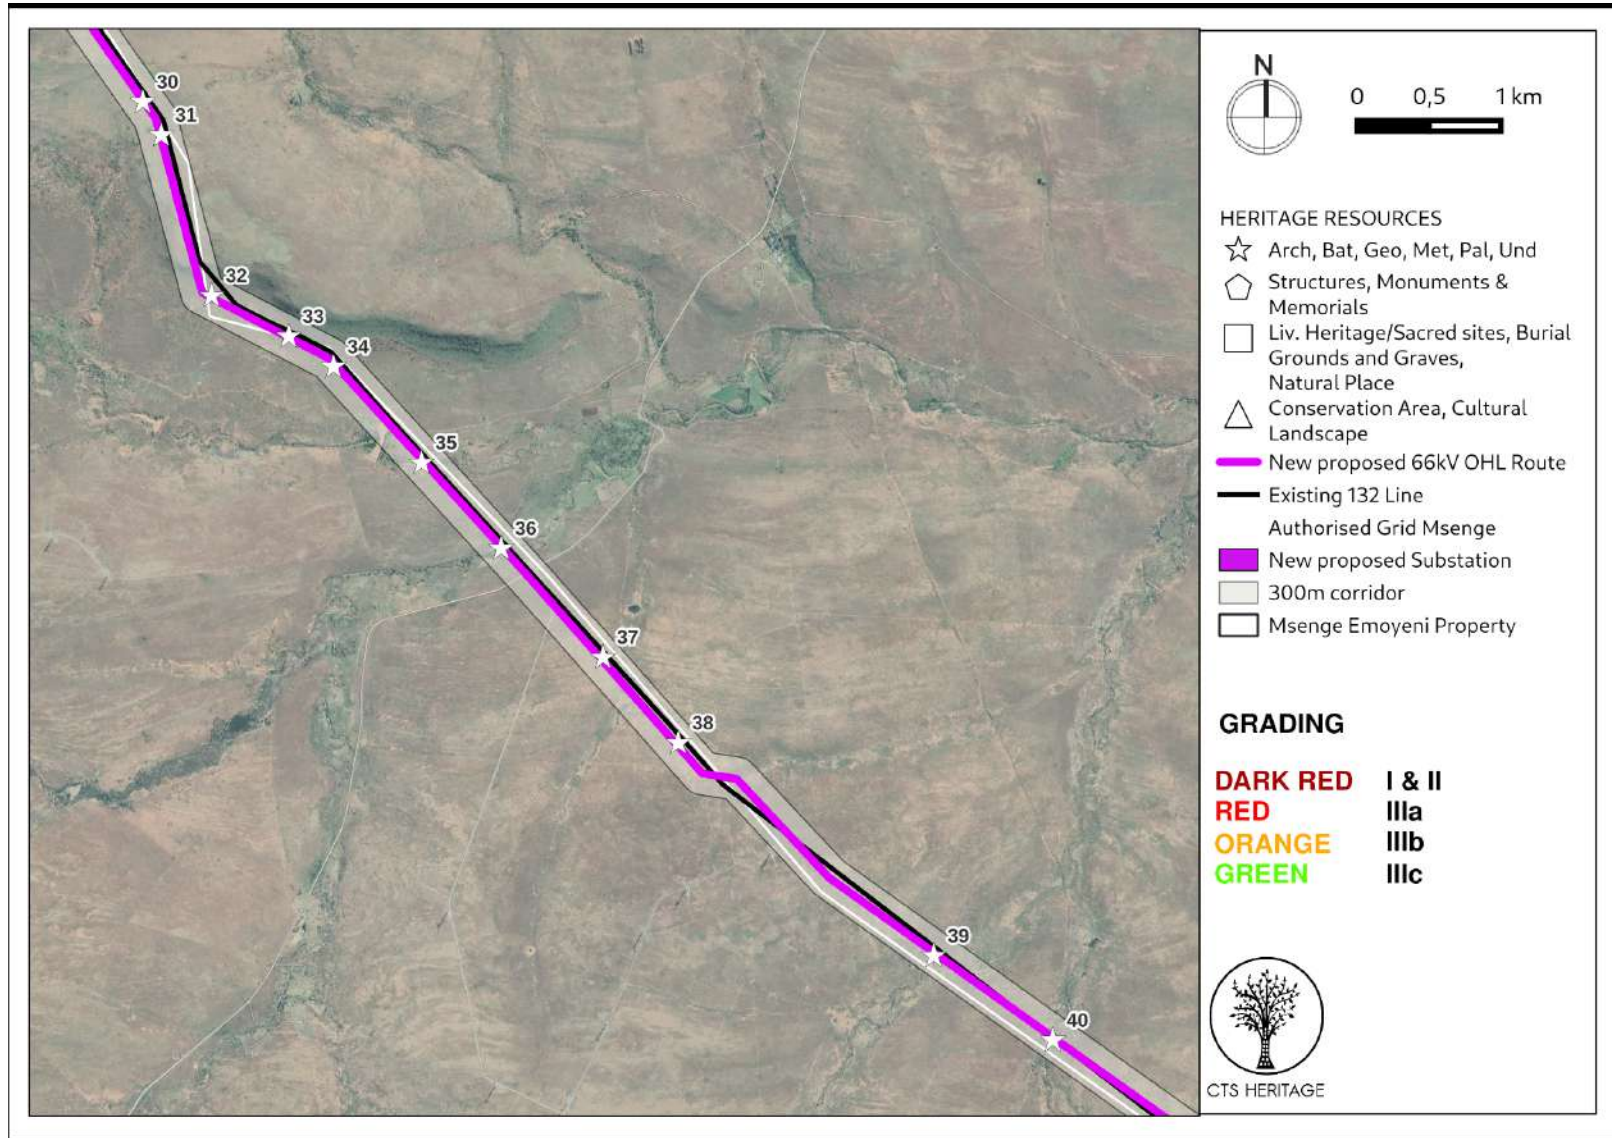 30
31
32
33
34
35
36
37
38
39
40
N
0 0,5 1 km
HERITAGE RESOURCES
Arch, Bat, Geo, Met, Pal, Und
Structures, Monuments &
Memorials
Liv. Heritage/Sacred sites, Burial
Grounds and Graves,
Natural Place
Conservation Area, Cultural
Landscape
New proposed 66kV OHL Route
Existing 132 Line
Authorised Grid Msenge
New proposed Substation
300m corridor
Msenge Emoyeni Property
GRADING
DARK RED I & II
RED IIIa
ORANGE IIIb
GREEN IIIc
CTS HERITAGE